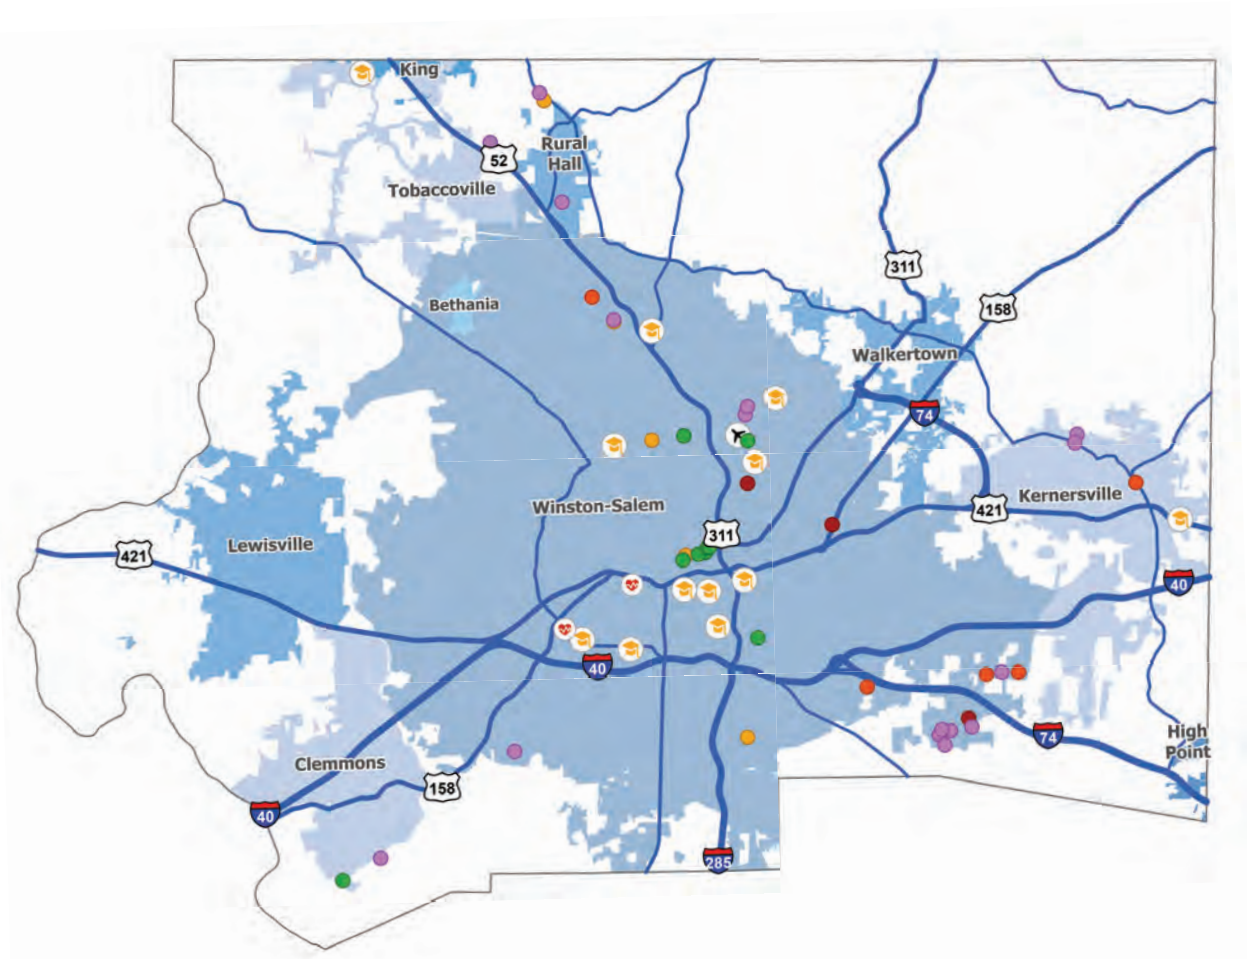 King
52
Rural
Hall
Tobaccoville
311
Bethania
158
Walkertown
74
Winston-Salem
Kernersville
421
311
Lewisville
421
40
40
High
Point
74
Clemmons
158
40
285